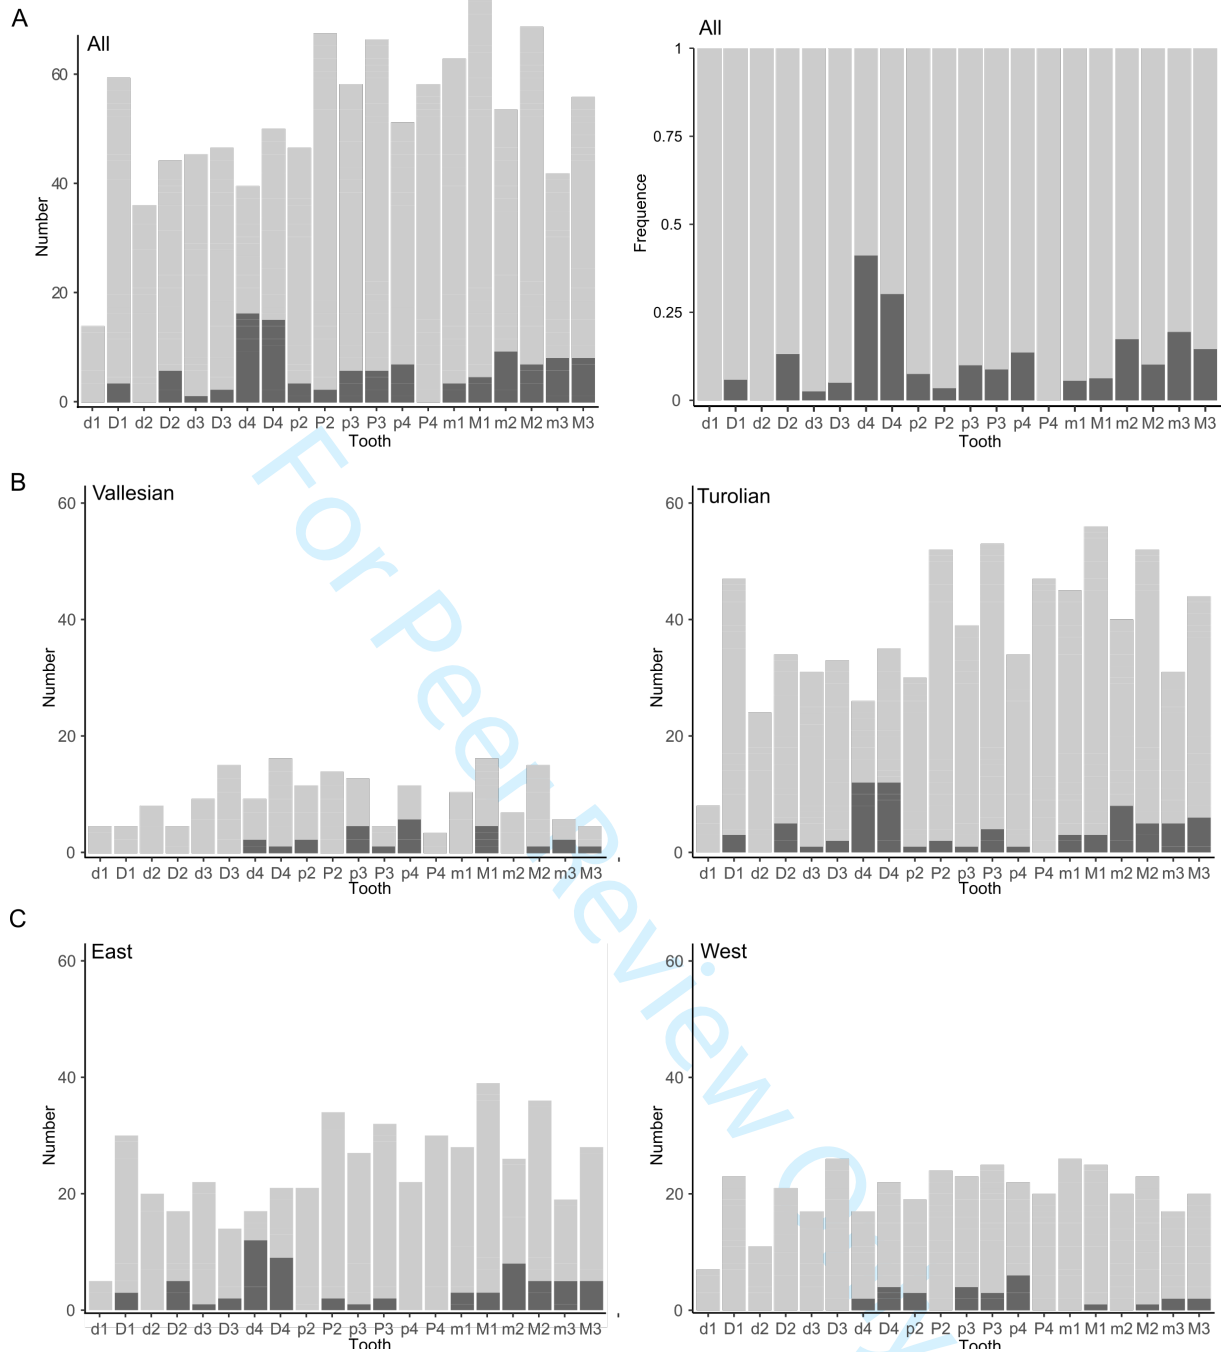 A
All
60
40
20
0
Number
d1 D1 d2 D2 d3 D3 d4 D4 p2 P2 p3 P3 p4 P4 m1 M1 m2 M2 m3 M3
Tooth
All
1
0.75
0.5
0.25
0
Frequence
d1 D1 d2 D2 d3 D3 d4 D4 p2 P2 p3 P3 p4 P4 m1 M1 m2 M2 m3 M3
Tooth
B
Vallesian
60
40
20
0
Number
d1 D1 d2 D2 d3 D3 d4 D4 p2 P2 p3 P3 p4 P4 m1 M1 m2 M2 m3 M3
Tooth
Turolian
60
40
20
0
Number
d1 D1 d2 D2 d3 D3 d4 D4 p2 P2 p3 P3 p4 P4 m1 M1 m2 M2 m3 M3
Tooth
C
East
60
40
20
0
Number
d1 D1 d2 D2 d3 D3 d4 D4 p2 P2 p3 P3 p4 P4 m1 M1 m2 M2 m3 M3
Tooth
West
60
40
20
0
Number
d1 D1 d2 D2 d3 D3 d4 D4 p2 P2 p3 P3 p4 P4 m1 M1 m2 M2 m3 M3
Tooth
For Peer Review Only